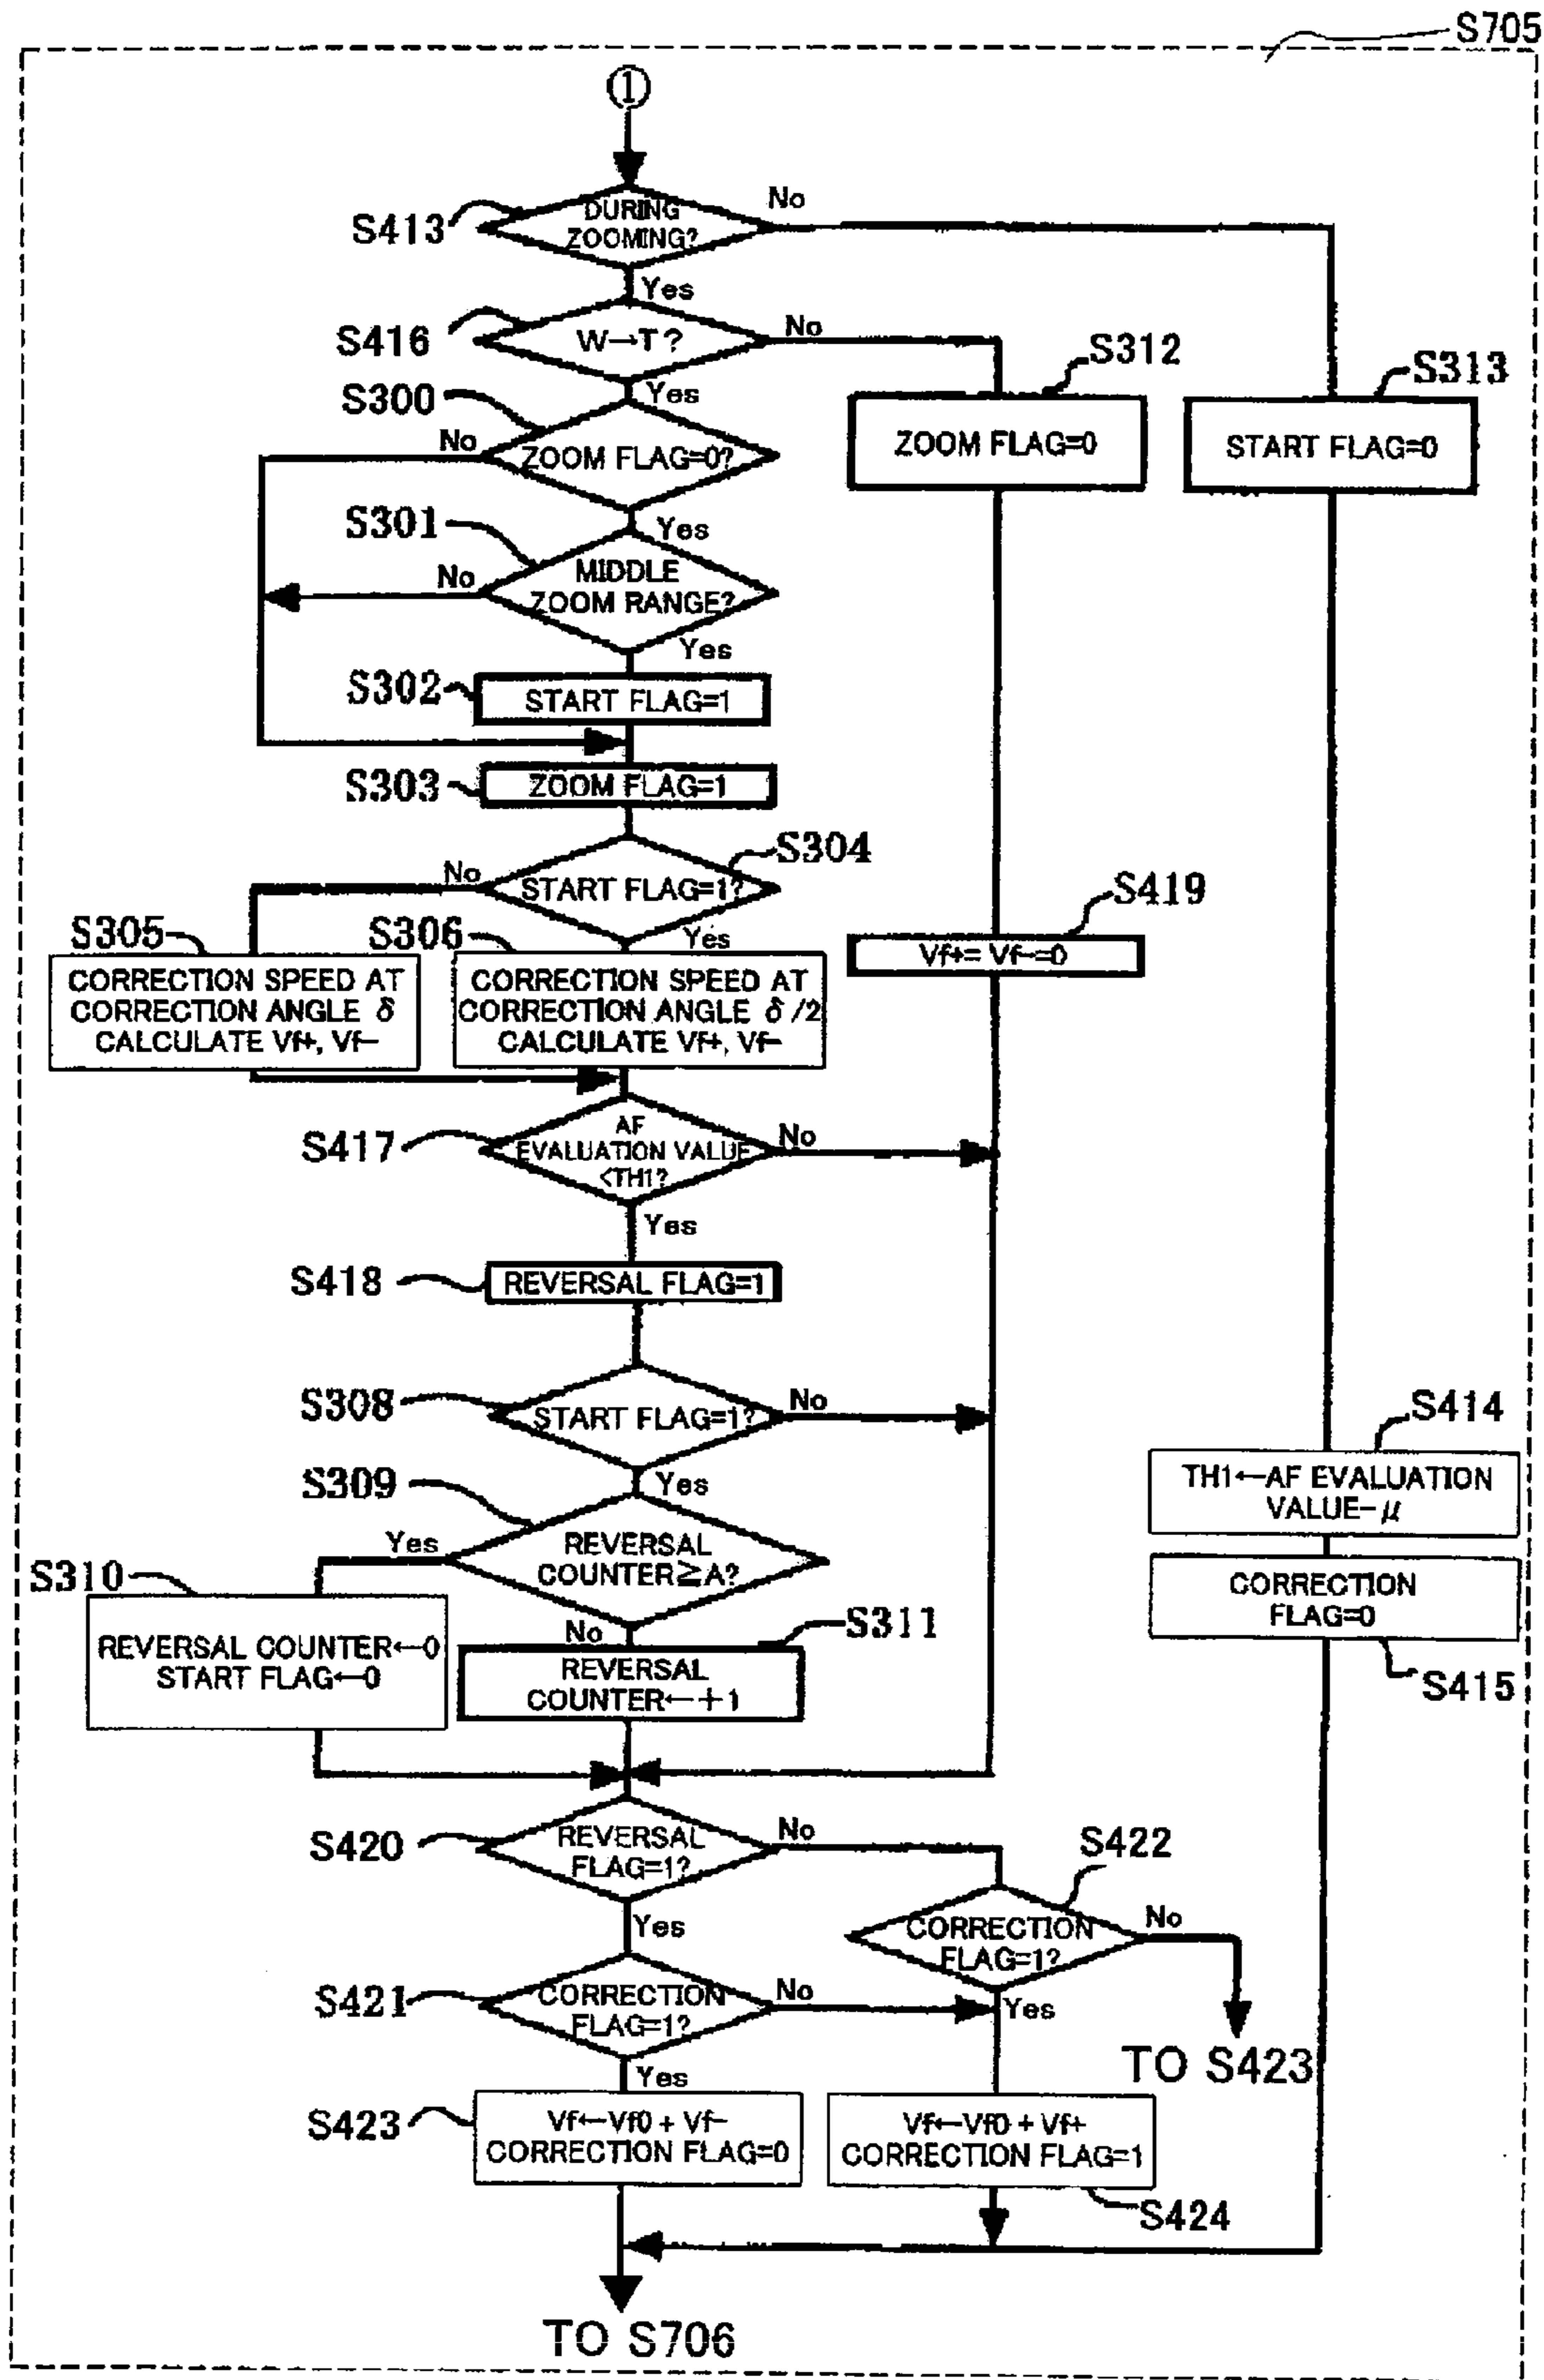 S705
①
S413
DURING
ZOOMING?
No
Yes
S416
W→T?
No
Yes
S312
ZOOM FLAG=0
S313
START FLAG=0
S300
No
ZOOM FLAG=0?
Yes
S301
No
MIDDLE
ZOOM RANGE?
Yes
S302
START FLAG=1
S303
ZOOM FLAG=1
S304
No
START FLAG=1?
Yes
S419
Vf+= Vf-=0
S305
CORRECTION SPEED AT
CORRECTION ANGLE δ
CALCULATE Vf+, Vf-
S306
CORRECTION SPEED AT
CORRECTION ANGLE δ/2
CALCULATE Vf+, Vf-
S417
AF
EVALUATION VALUE
<TH1?
No
Yes
S418
REVERSAL FLAG=1
S308
START FLAG=1?
No
Yes
S414
TH1←AF EVALUATION
VALUE-μ
S309
Yes
REVERSAL
COUNTER≧A?
No
CORRECTION
FLAG=0
S415
S310
REVERSAL COUNTER←0
START FLAG←0
S311
REVERSAL
COUNTER←+1
S420
REVERSAL
FLAG=1?
No
Yes
S422
CORRECTION
FLAG=1?
No
Yes
S421
CORRECTION
FLAG=1?
No
Yes
TO S423
S423
Vf←Vf0 + Vf-
CORRECTION FLAG=0
Vf←Vf0 + Vf+
CORRECTION FLAG=1
S424
TO S706